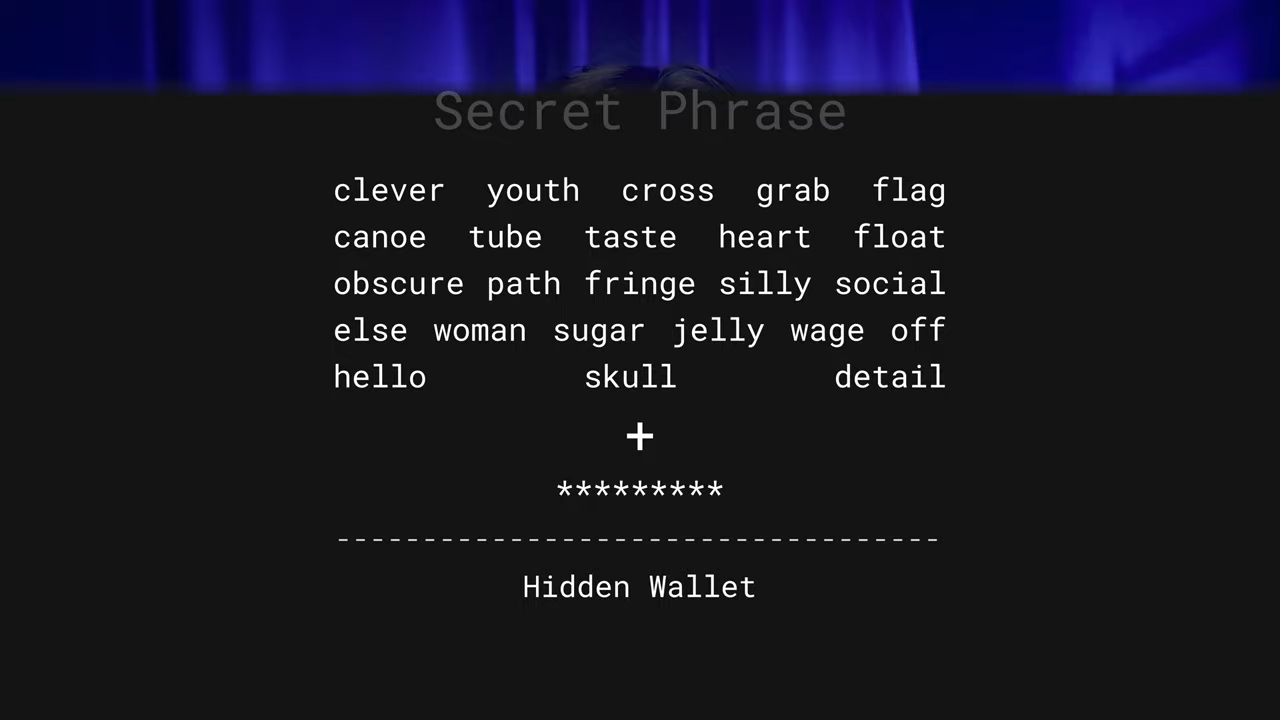 Secret Phrase
clever youth cross grab flag
canoe tube taste heart float
obscure path fringe silly social
else woman sugar jelly wage off
hello skull detail
+
*********
-----------------------------------
Hidden Wallet